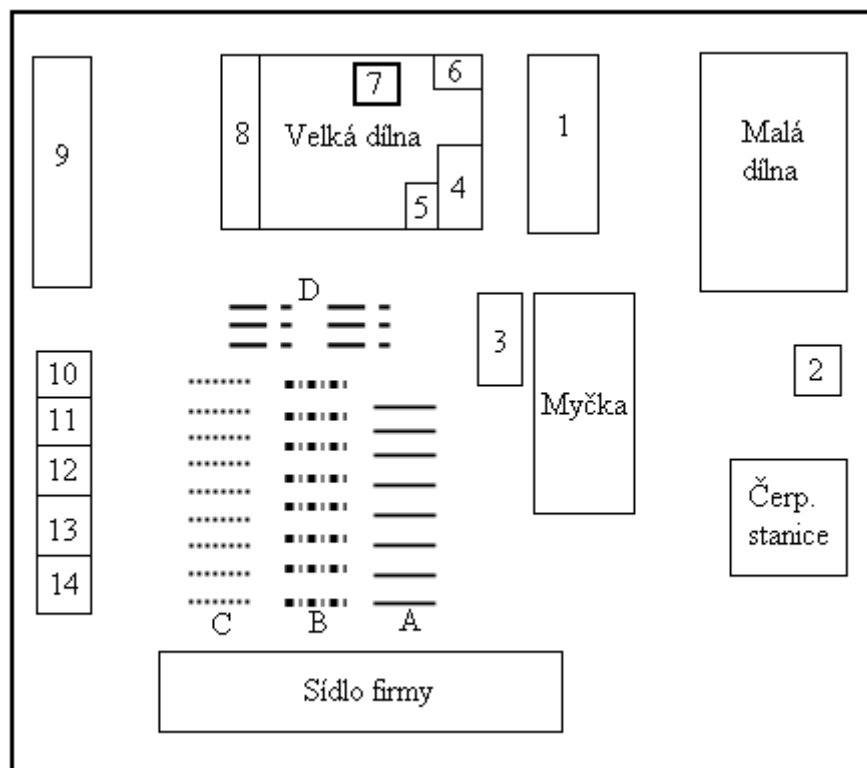 9
8
7
6
Velká dílna
5
4
1
Malá
dílna
D
3
Myčka
2
Čerp.
stanice
10
11
12
13
14
C
B
A
Sídlo firmy